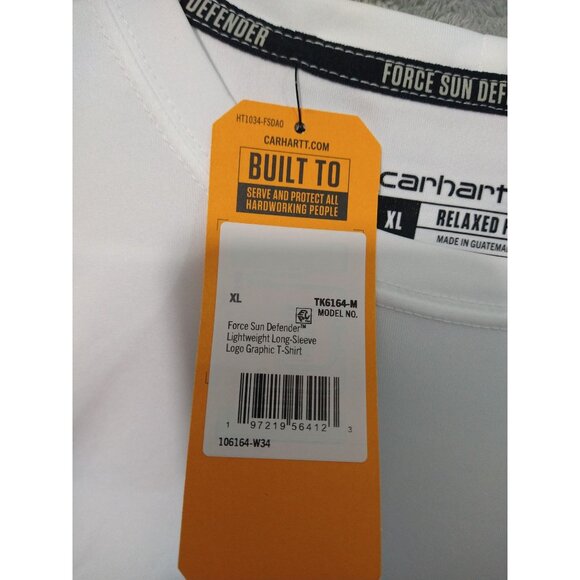 DEFENDER
FORCE SUN DEF
HT1034-FSDAO
CARHARTT.COM
BUILT TO
SERVE AND PROTECT ALL
HARDWORKING PEOPLE
carhartt
XL RELAXED F
MADE IN GUATEMA
XL
TK6164-M
MODEL NO.
Force Sun Defender™
Lightweight Long-Sleeve
Logo Graphic T-Shirt
1 97219 56412 3
106164-W34